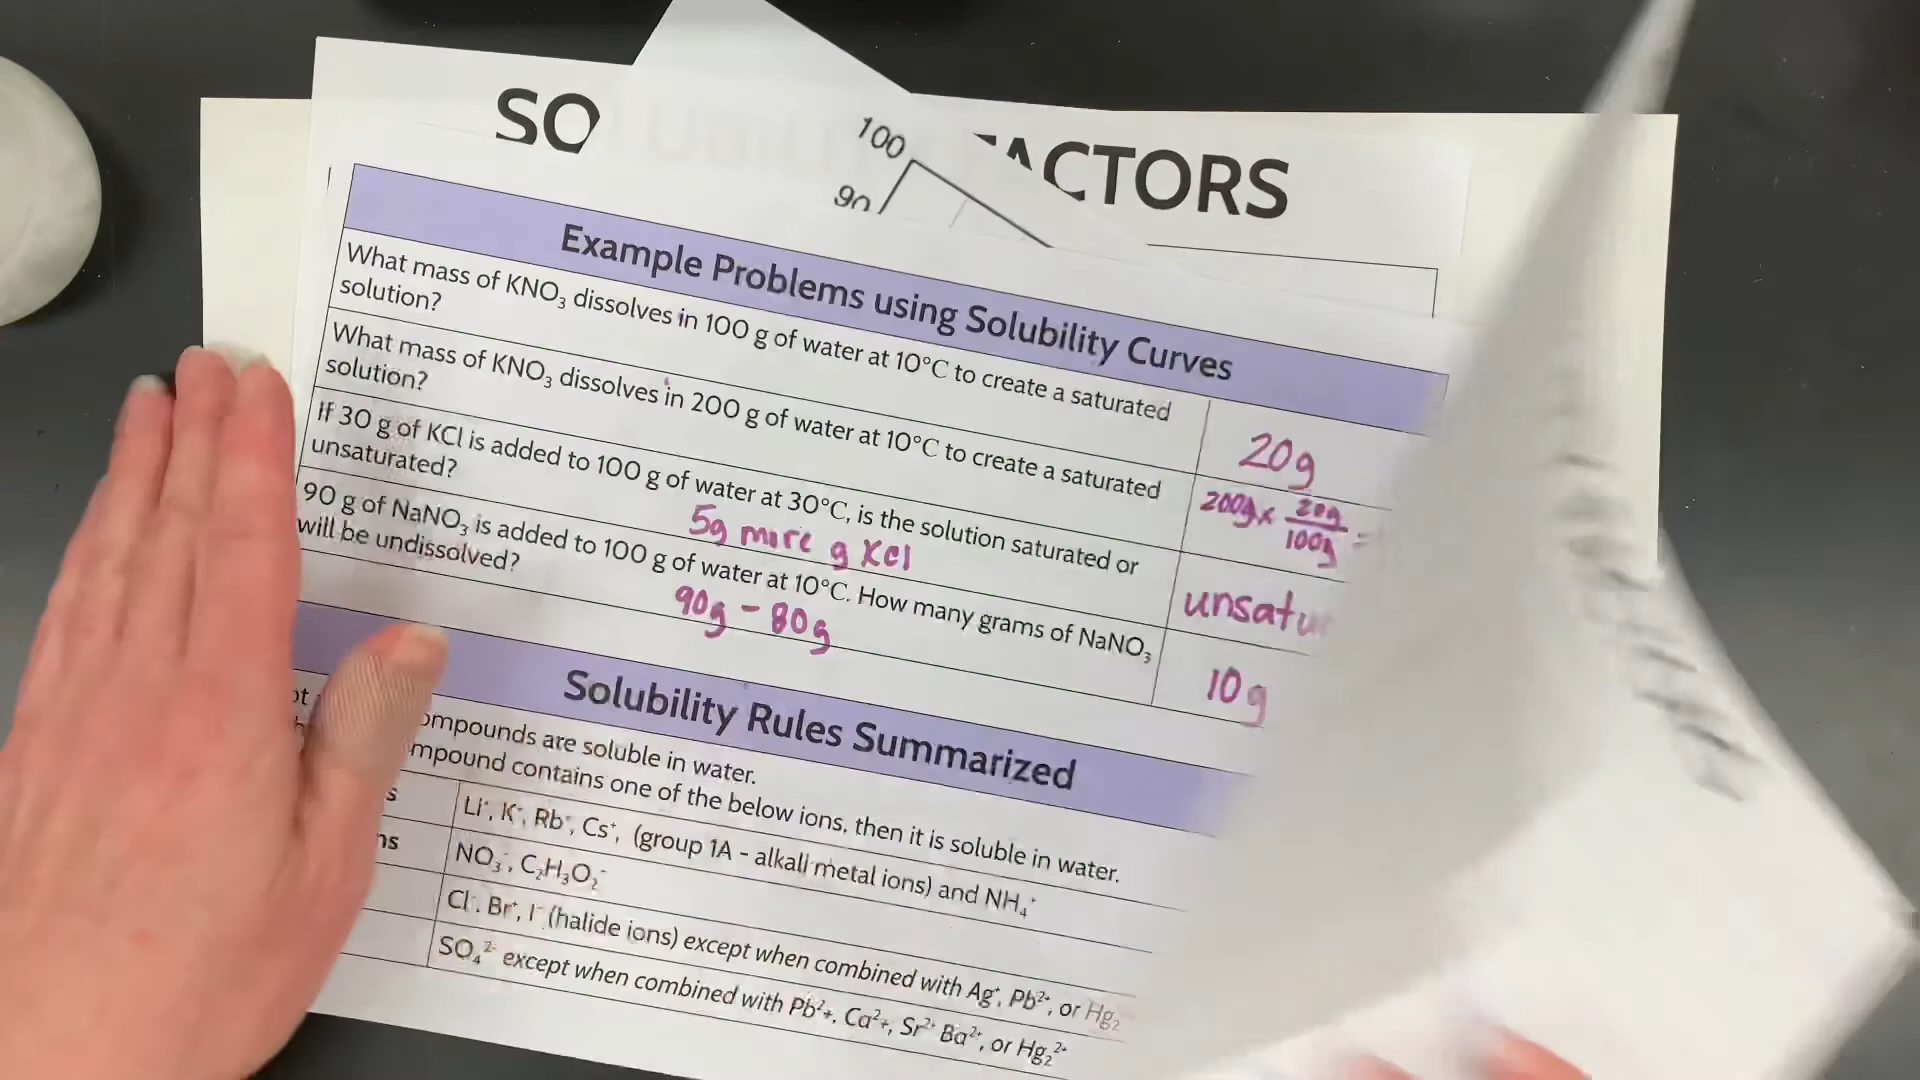 SO
ACTORS
100
90
Example Problems using Solubility Curves
What mass of KNO₃ dissolves in 100 g of water at 10°C to create a saturated
solution?
20g
What mass of KNO₃ dissolves in 200 g of water at 10°C to create a saturated
solution?
200g x 20g/100g =
If 30 g of KCl is added to 100 g of water at 30°C, is the solution saturated or
unsaturated?
5g more g KCl
unsatu
90 g of NaNO₃ is added to 100 g of water at 10°C. How many grams of NaNO₃
will be undissolved?
90g - 80g
10g
Solubility Rules Summarized
ompounds are soluble in water.
mpound contains one of the below ions, then it is soluble in water.
s
Li⁺, K⁺, Rb⁺, Cs⁺, (group 1A - alkali metal ions) and NH₄⁺
ns
NO₃⁻, C₂H₃O₂⁻
Cl⁻, Br⁺, I⁻ (halide ions) except when combined with Ag⁺, Pb²⁺, or Hg₂
SO₄²⁻ except when combined with Pb²+, Ca²+, Sr²⁺ Ba²⁺, or Hg₂²⁺